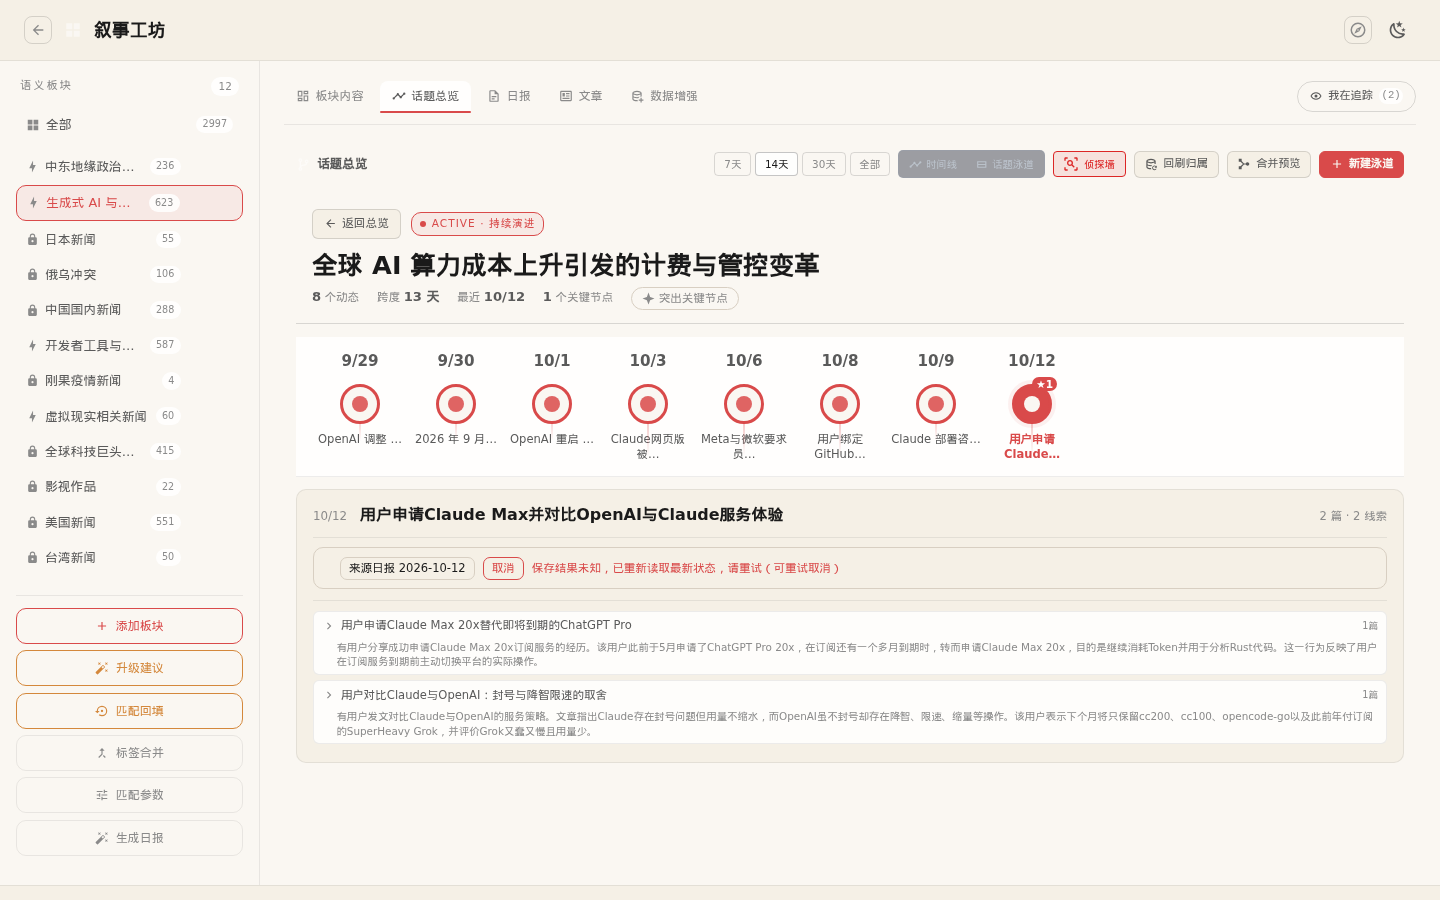 叙事工坊
语义板块 12
全部 2997
中东地缘政治… 236
生成式 AI 与… 623
日本新闻 55
俄乌冲突 106
中国国内新闻 288
开发者工具与… 587
刚果疫情新闻 4
虚拟现实相关新闻 60
全球科技巨头… 415
影视作品 22
美国新闻 551
台湾新闻 50
添加板块
升级建议
匹配回填
标签合并
匹配参数
生成日报
板块内容 话题总览 日报 文章 数据增强 我在追踪 (2)
话题总览 7天 14天 30天 全部 时间线 话题泳道 侦探墙 回刷归属 合并预览 新建泳道
返回总览 ACTIVE · 持续演进
全球 AI 算力成本上升引发的计费与管控变革
8 个动态 跨度 13 天 最近 10/12 1 个关键节点 突出关键节点
9/29 9/30 10/1 10/3 10/6 10/8 10/9 10/12
★1
OpenAI 调整 … 2026 年 9 月… OpenAI 重启 … Claude网页版 Meta与微软要求 用户绑定 Claude 部署咨… 用户申请
被… 员… GitHub… Claude…
10/12 用户申请Claude Max并对比OpenAI与Claude服务体验 2 篇 · 2 线索
来源日报 2026-10-12 取消 保存结果未知，已重新读取最新状态，请重试（可重试取消）
用户申请Claude Max 20x替代即将到期的ChatGPT Pro 1篇
有用户分享成功申请Claude Max 20x订阅服务的经历。该用户此前于5月申请了ChatGPT Pro 20x，在订阅还有一个多月到期时，转而申请Claude Max 20x，目的是继续消耗Token并用于分析Rust代码。这一行为反映了用户
在订阅服务到期前主动切换平台的实际操作。
用户对比Claude与OpenAI：封号与降智限速的取舍 1篇
有用户发文对比Claude与OpenAI的服务策略。文章指出Claude存在封号问题但用量不缩水，而OpenAI虽不封号却存在降智、限速、缩量等操作。该用户表示下个月将只保留cc200、cc100、opencode-go以及此前年付订阅
的SuperHeavy Grok，并评价Grok又蠢又慢且用量少。